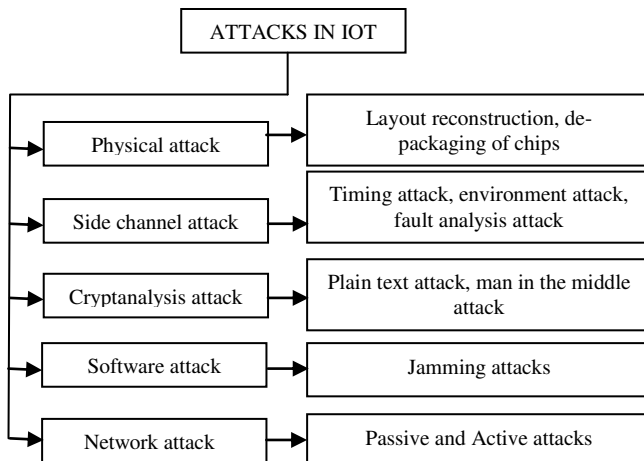 ATTACKS IN IOT
Physical attack
Layout reconstruction, de-
packaging of chips
Side channel attack
Timing attack, environment attack,
fault analysis attack
Cryptanalysis attack
Plain text attack, man in the middle
attack
Software attack
Jamming attacks
Network attack
Passive and Active attacks